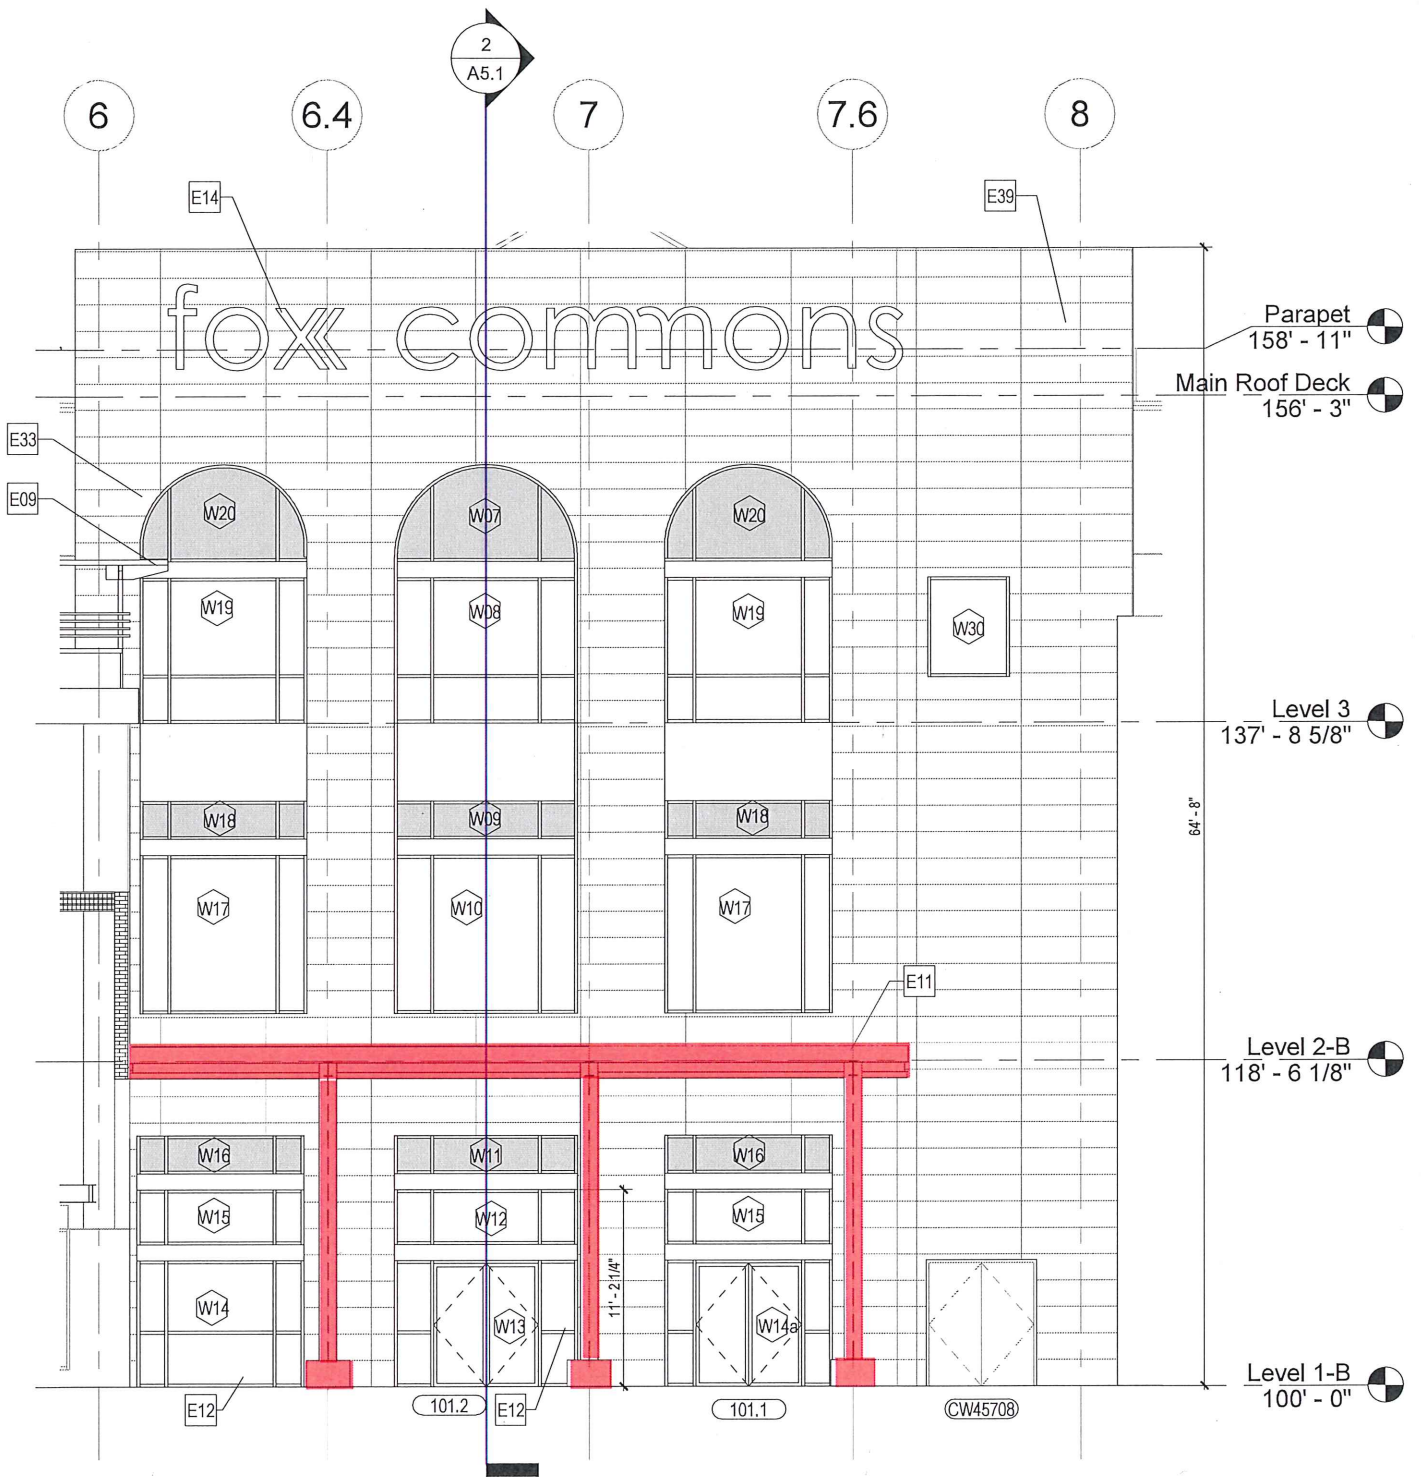 2
A5.1
6
6.4
7
7.6
8
E14
E39
fox commons
Parapet
158' - 11"
Main Roof Deck
156' - 3"
E33
E09
W20
W07
W20
W19
W08
W19
W30
Level 3
137' - 8 5/8"
W18
W09
W18
64' - 8"
W17
W10
W17
E11
Level 2-B
118' - 6 1/8"
W16
W11
W16
W15
W12
W15
11' - 2 1/4"
W14
W13
W14a
Level 1-B
100' - 0"
E12
101.2
E12
101.1
CW45708